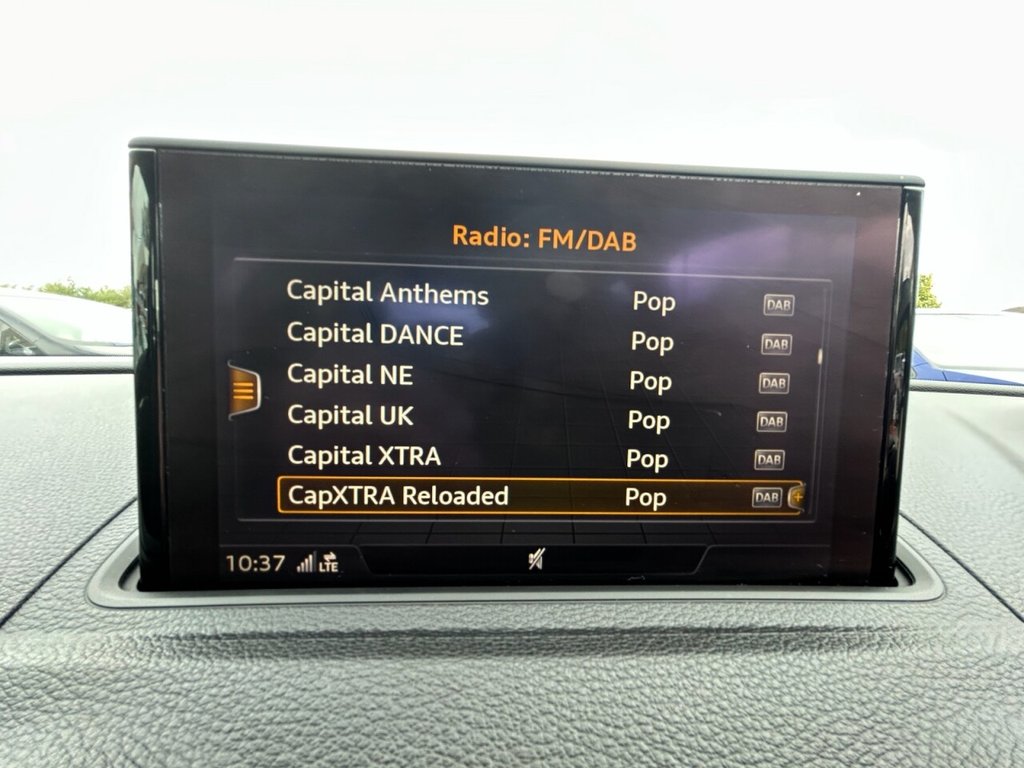 Radio: FM/DAB
Capital Anthems Pop DAB
Capital DANCE Pop DAB
Capital NE Pop DAB
Capital UK Pop DAB
Capital XTRA Pop DAB
CapXTRA Reloaded Pop DAB
10:37 LTE